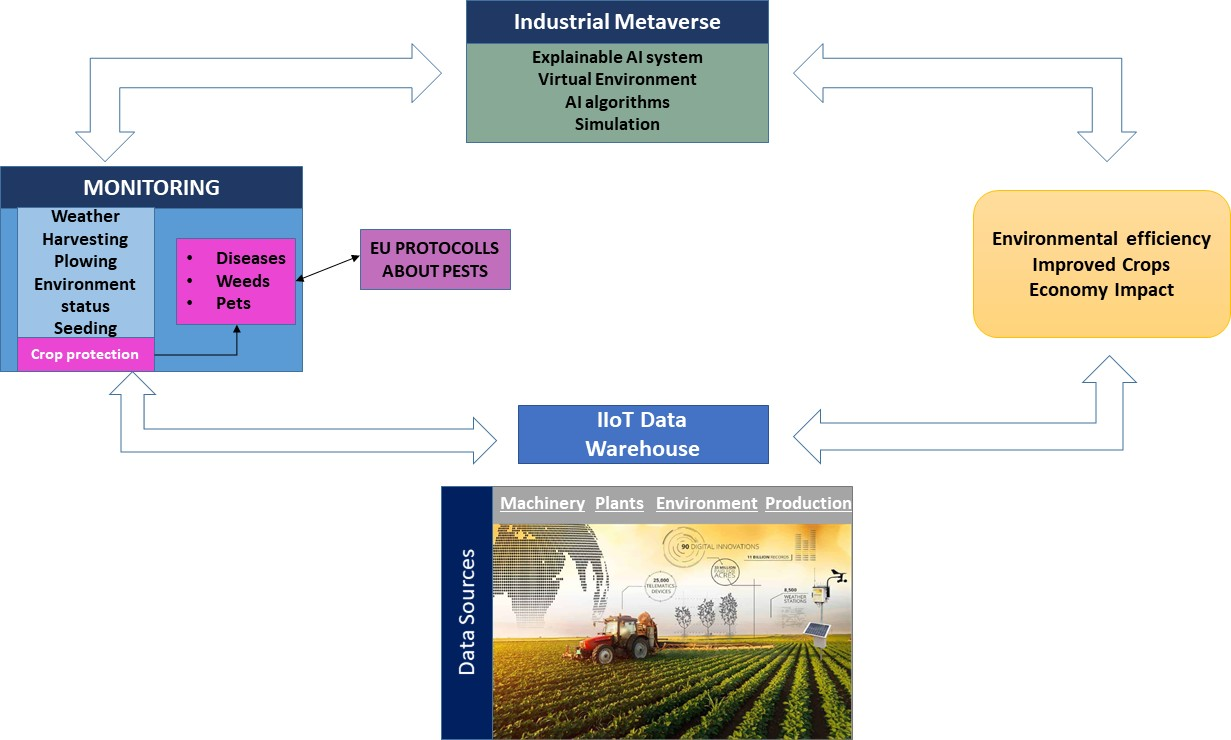 Industrial Metaverse
Explainable AI system
Virtual Environment
AI algorithms
Simulation
MONITORING
Weather
Harvesting
Plowing
Environment
status
Seeding
Crop protection
• Diseases
• Weeds
• Pets
EU PROTOCOLLS
ABOUT PESTS
Environmental efficiency
Improved Crops
Economy Impact
IIoT Data
Warehouse
Data Sources
Machinery Plants Environment Production
90 DIGITAL INNOVATIONS
11 BILLION RECORDS
ACRES
25,000
TELEMATICS
DEVICES
8,500
WEATHER
STATIONS